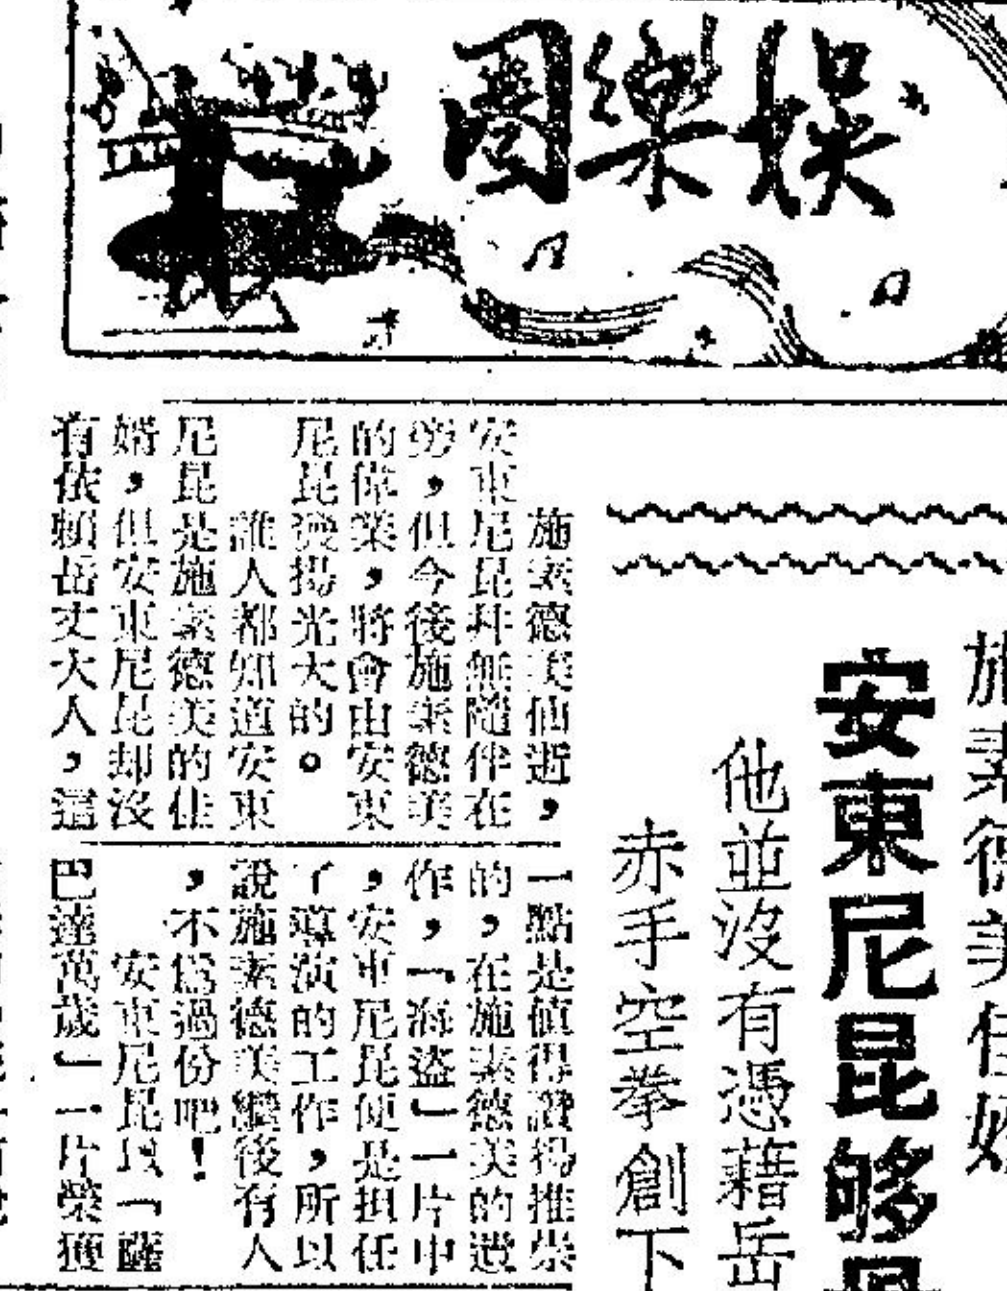 娛樂圈
施素德美佳婿
安東尼昆够風
他並沒有憑藉岳
赤手空拳創下
施素德美仙逝，
安東尼昆幷無隨伴在
旁，但今後施素德美
的偉業，將會由安東
尼昆發揚光大的。
誰人都知道安東
尼昆是施素德美的佳
婿，但安東尼昆却沒
有依賴岳丈大人，這
一點是値得讚揚推崇
的，在施素德美的遺
作，「海盜」一片中
，安東尼昆便是担任
了導演的工作，所以
說施素德美繼後有人
，不爲過份吧！
安東尼昆以「薩
巴達萬歲」一片榮獲